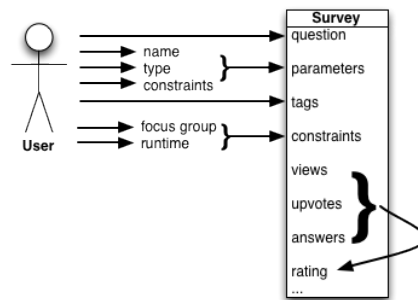 Survey
question
name
type
constraints
parameters
tags
focus group
runtime
constraints
User
views
upvotes
answers
rating
...